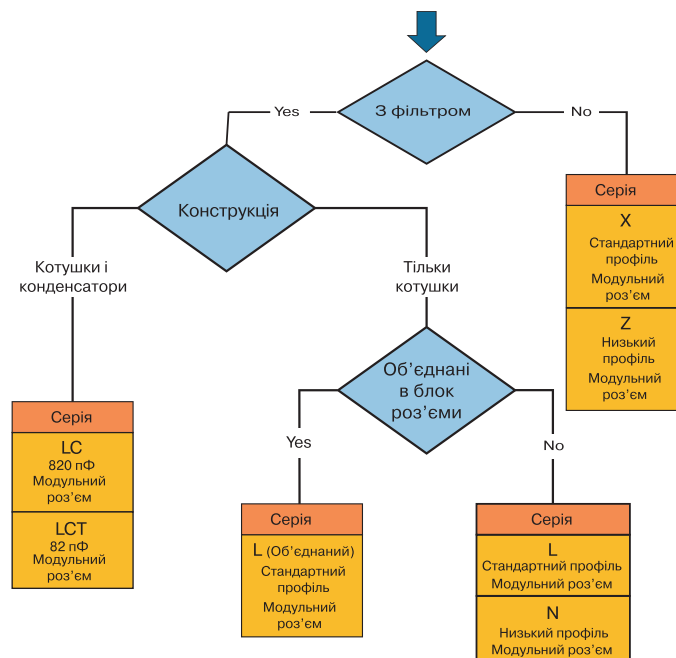 З фільтром
Yes
No
Конструкція
Серія
X
Стандартний
профіль
Модульний
роз’єм
Z
Низький
профіль
Модульний
роз’єм
Котушки і
конденсатори
Тільки
котушки
Об’єднані
в блок
роз’єми
Yes
No
Серія
LC
820 пФ
Модульний
роз’єм
LCT
82 пФ
Модульний
роз’єм
Серія
L (Об’єднаний)
Стандартний
профіль
Модульний
роз’єм
Серія
L
Стандартний профіль
Модульний роз’єм
N
Низький профіль
Модульний роз’єм